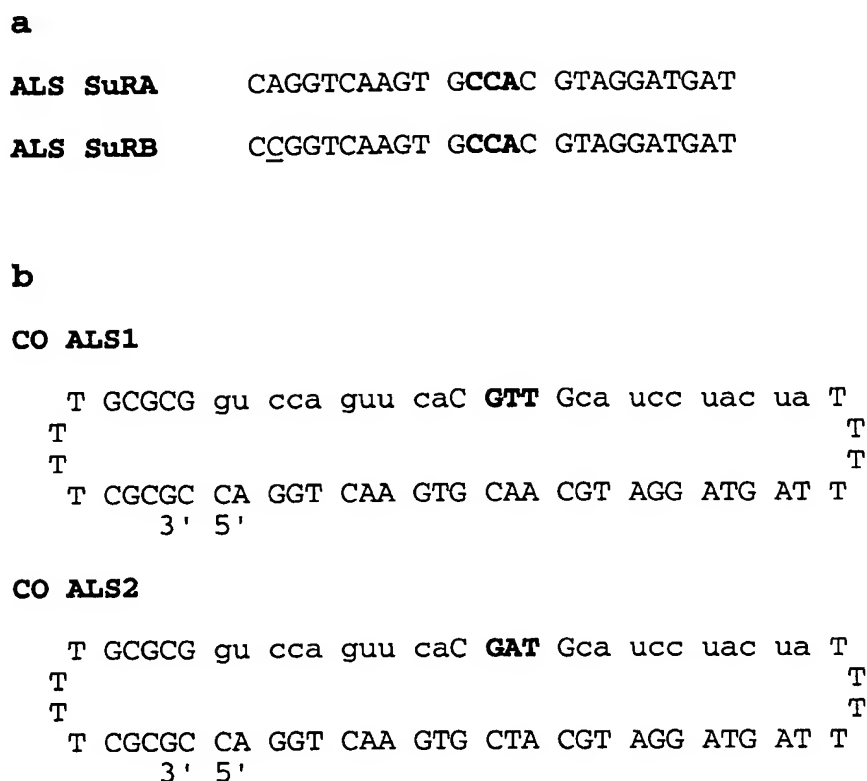 a
ALS SuRA CAGGTCAAGT GCCAC GTAGGATGAT
ALS SuRB CCGGTCAAGT GCCAC GTAGGATGAT
b
CO ALS1
T GCGCG gu cca guu caC GTT Gca ucc uac ua T
T T
T T
T CGCGC CA GGT CAA GTG CAA CGT AGG ATG AT T
3' 5'
CO ALS2
T GCGCG gu cca guu caC GAT Gca ucc uac ua T
T T
T T
T CGCGC CA GGT CAA GTG CTA CGT AGG ATG AT T
3' 5'